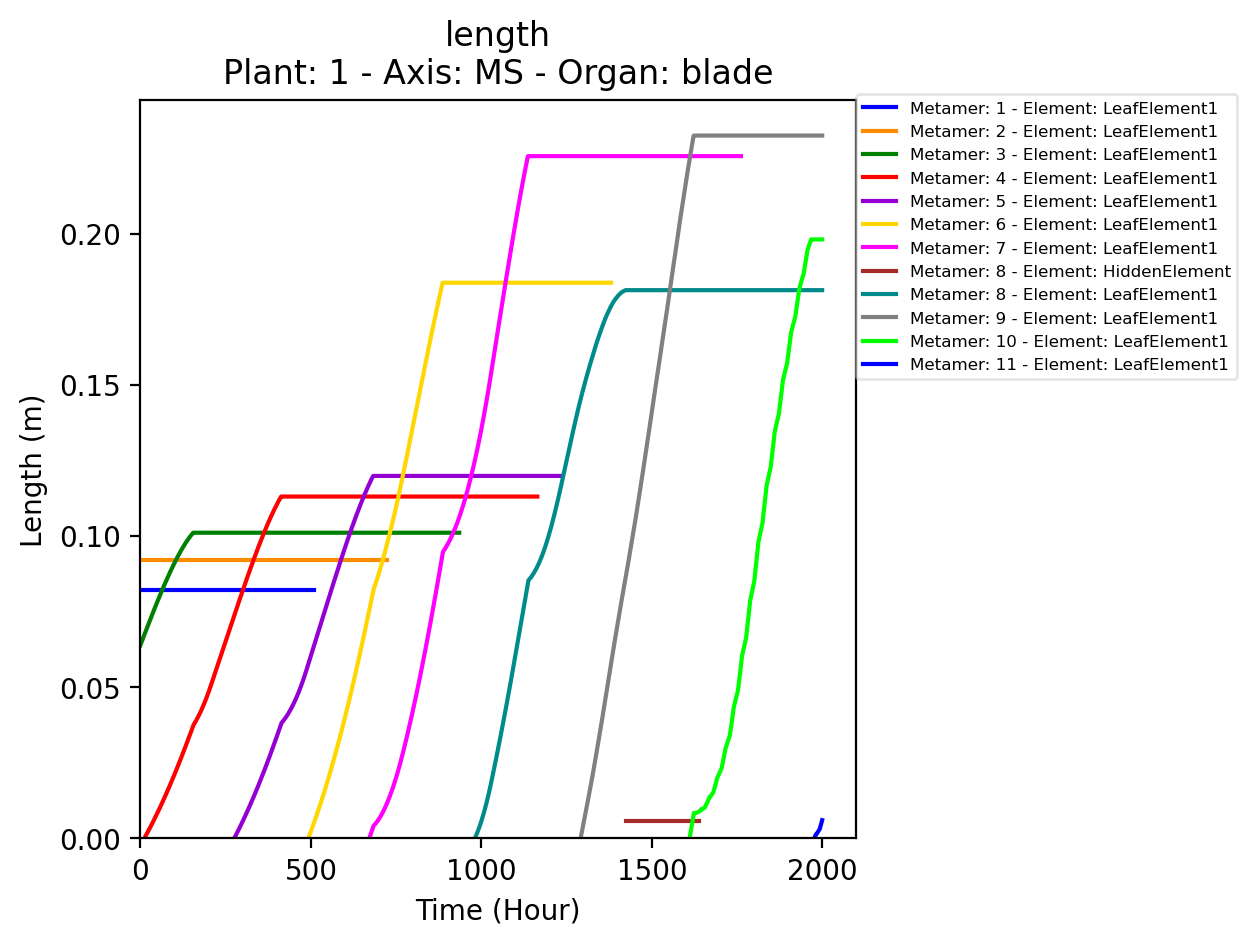 length
Plant: 1 - Axis: MS - Organ: blade
Metamer: 1 - Element: LeafElement1
Metamer: 2 - Element: LeafElement1
Metamer: 3 - Element: LeafElement1
Metamer: 4 - Element: LeafElement1
Metamer: 5 - Element: LeafElement1
Metamer: 6 - Element: LeafElement1
Metamer: 7 - Element: LeafElement1
Metamer: 8 - Element: HiddenElement
Metamer: 8 - Element: LeafElement1
Metamer: 9 - Element: LeafElement1
Metamer: 10 - Element: LeafElement1
Metamer: 11 - Element: LeafElement1
Length (m)
0.20
0.15
0.10
0.05
0.00
0 500 1000 1500 2000
Time (Hour)